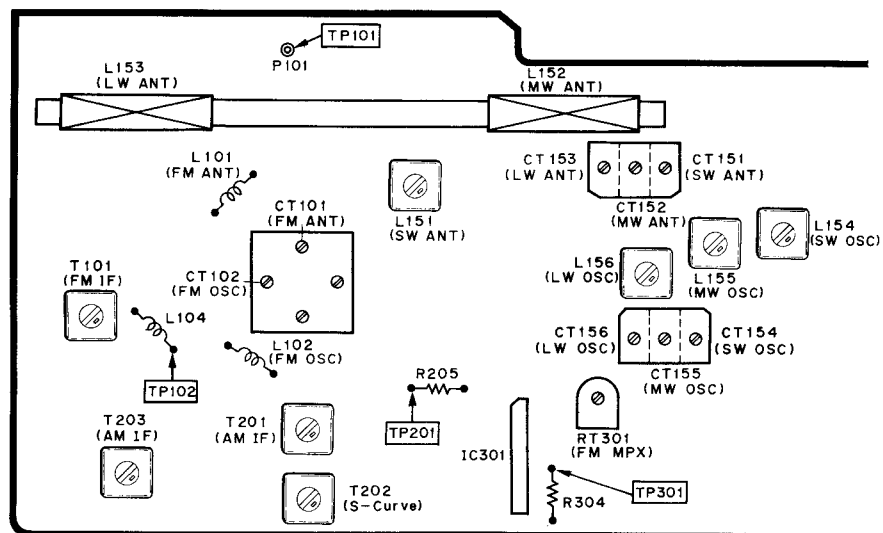 TP101
P101
L153
(LW ANT)
L152
(MW ANT)
L101
(FM ANT)
CT153
(LW ANT)
CT151
(SW ANT)
CT101
(FM ANT)
L151
(SW ANT)
CT152
(MW ANT)
L154
(SW OSC)
T101
(FM IF)
CT102
(FM OSC)
L156
(LW OSC)
L155
(MW OSC)
L104
L102
(FM OSC)
CT156
(LW OSC)
CT154
(SW OSC)
CT155
(MW OSC)
TP102
R205
TP201
T203
(AM IF)
T201
(AM IF)
RT301
(FM MPX)
IC301
T202
(S-Curve)
TP301
R304